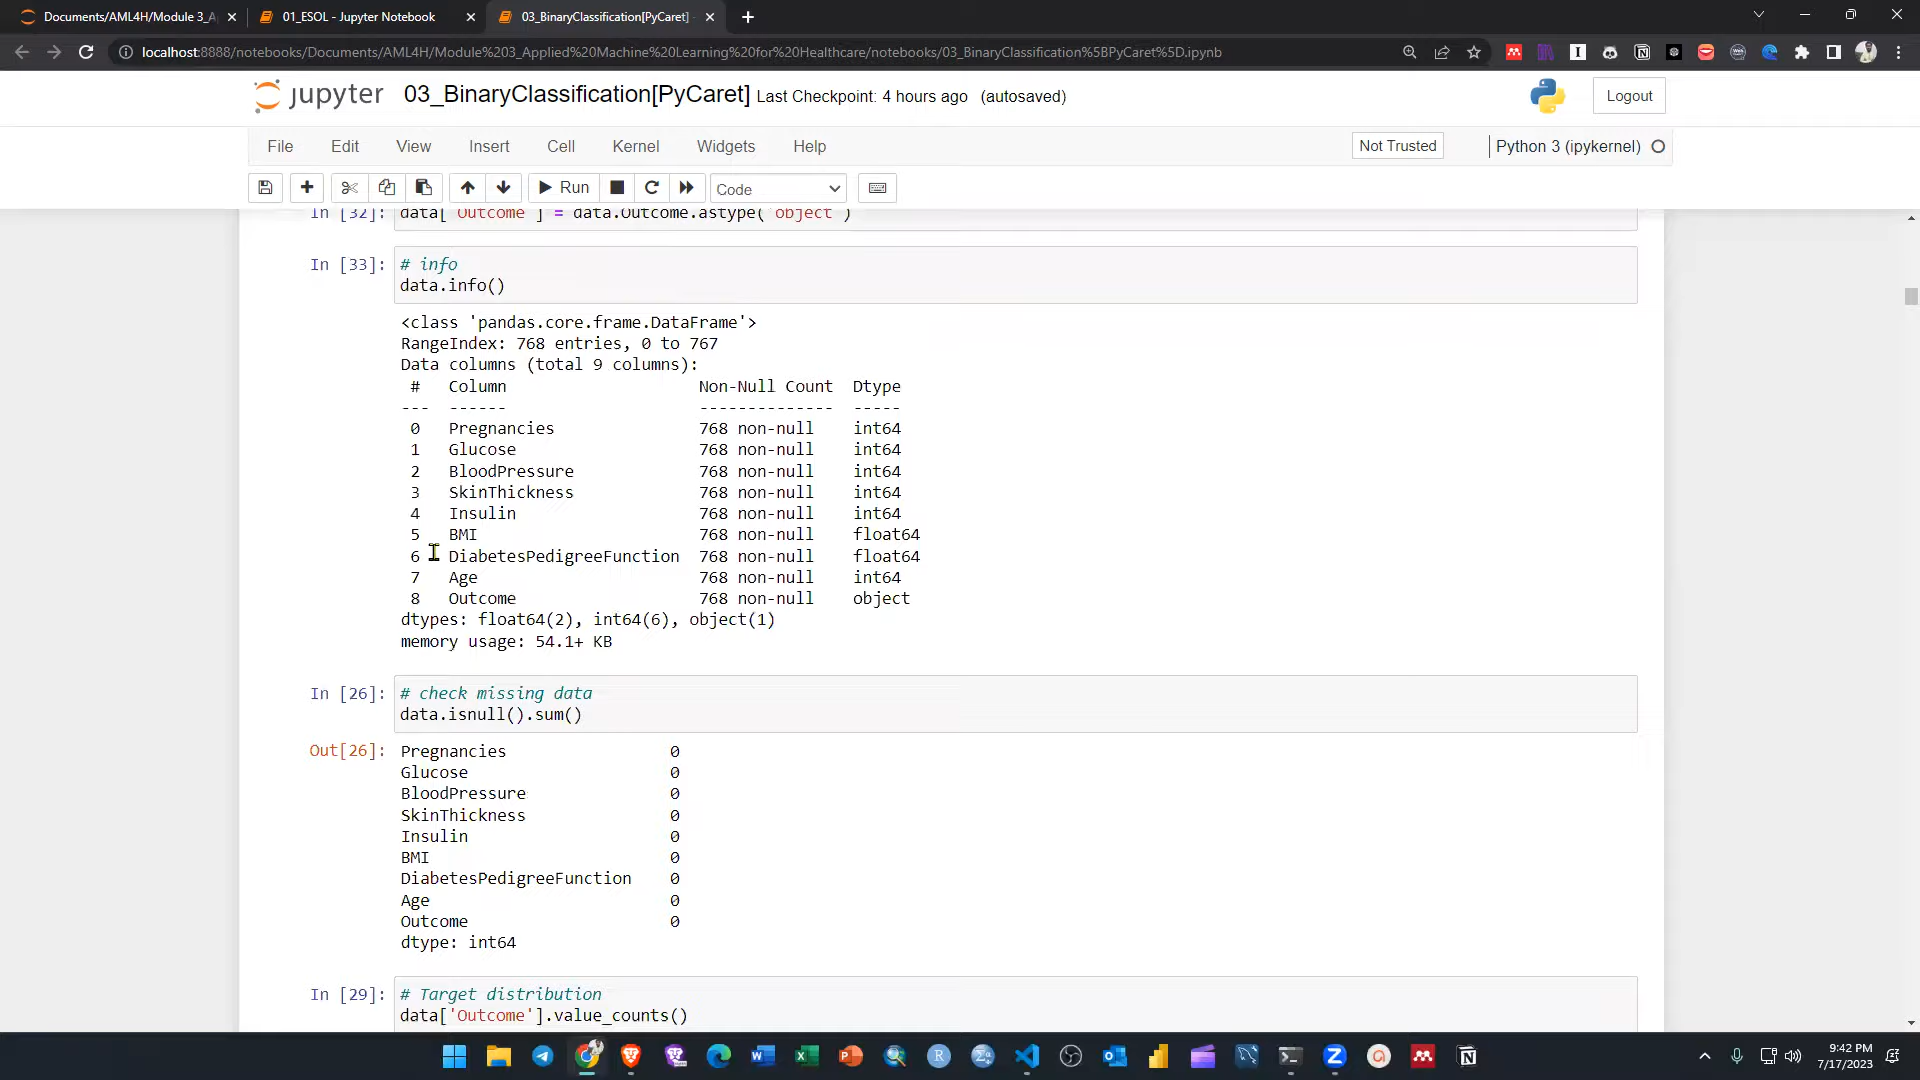 Documents/AML4H/Module 3_A
01_ESOL - Jupyter Notebook
03_BinaryClassification[PyCaret] -
localhost:8888/notebooks/Documents/AML4H/Module%203_Applied%20Machine%20Learning%20for%20Healthcare/notebooks/03_BinaryClassification%5BPyCaret%5D.ipynb
jupyter 03_BinaryClassification[PyCaret] Last Checkpoint: 4 hours ago (autosaved)
Logout
File Edit View Insert Cell Kernel Widgets Help
Not Trusted
Python 3 (ipykernel)
Run
Code
In [32]: data['Outcome'] = data.Outcome.astype('object')
In [33]: # info
data.info()
<class 'pandas.core.frame.DataFrame'>
RangeIndex: 768 entries, 0 to 767
Data columns (total 9 columns):
# Column Non-Null Count Dtype
--- ------ -------------- -----
0 Pregnancies 768 non-null int64
1 Glucose 768 non-null int64
2 BloodPressure 768 non-null int64
3 SkinThickness 768 non-null int64
4 Insulin 768 non-null int64
5 BMI 768 non-null float64
6 DiabetesPedigreeFunction 768 non-null float64
7 Age 768 non-null int64
8 Outcome 768 non-null object
dtypes: float64(2), int64(6), object(1)
memory usage: 54.1+ KB
In [26]: # check missing data
data.isnull().sum()
Out[26]: Pregnancies 0
Glucose 0
BloodPressure 0
SkinThickness 0
Insulin 0
BMI 0
DiabetesPedigreeFunction 0
Age 0
Outcome 0
dtype: int64
In [29]: # Target distribution
data['Outcome'].value_counts()
9:42 PM
7/17/2023